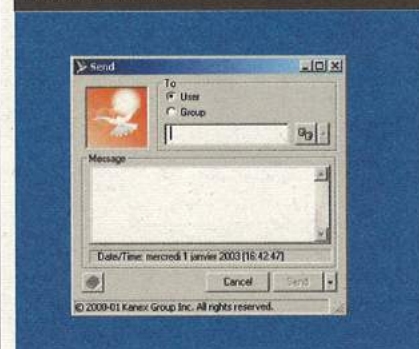 Send
To
User
Group
Message
Date/Time: mercredi 1 janvier 2003 [16:42:47]
Cancel
Send
© 2000-01 Kanex Group Inc. All rights reserved.